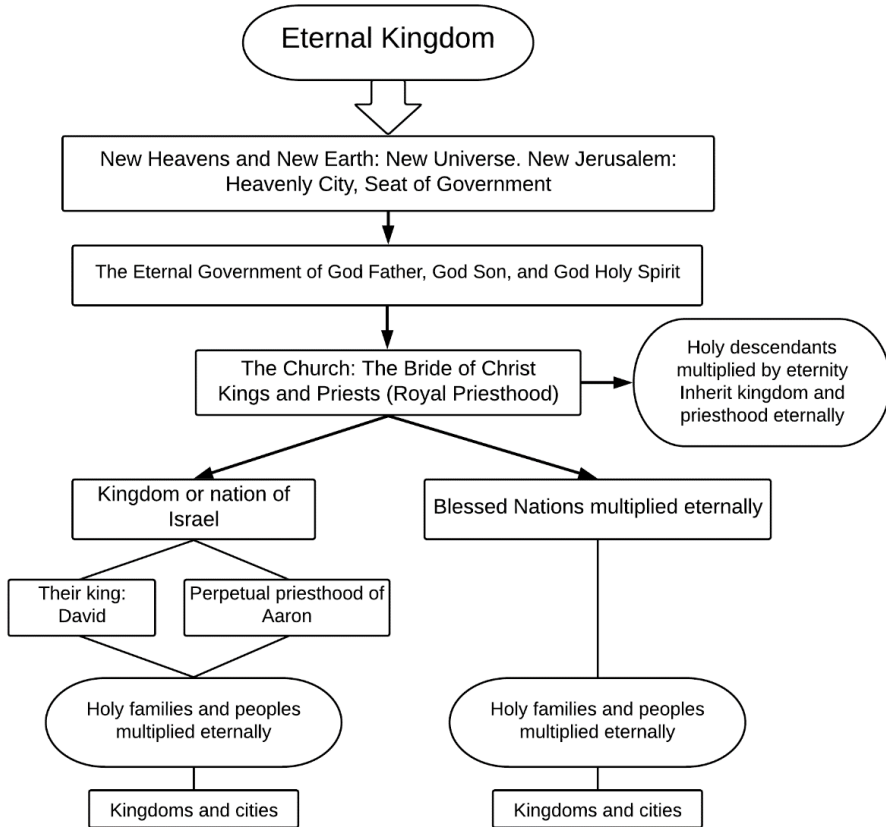 Eternal Kingdom
New Heavens and New Earth: New Universe. New Jerusalem:
Heavenly City, Seat of Government
The Eternal Government of God Father, God Son, and God Holy Spirit
The Church: The Bride of Christ
Kings and Priests (Royal Priesthood)
Holy descendants
multiplied by eternity
Inherit kingdom and
priesthood eternally
Kingdom or nation of
Israel
Blessed Nations multiplied eternally
Their king:
David
Perpetual priesthood of
Aaron
Holy families and peoples
multiplied eternally
Holy families and peoples
multiplied eternally
Kingdoms and cities
Kingdoms and cities